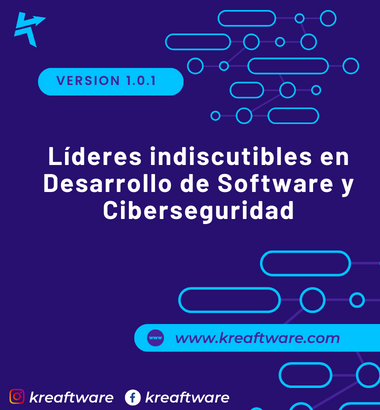 VERSION 1.0.1
Líderes indiscutibles en
Desarrollo de Software y
Ciberseguridad
www
www.kreaftware.com
kreaftware kreaftware